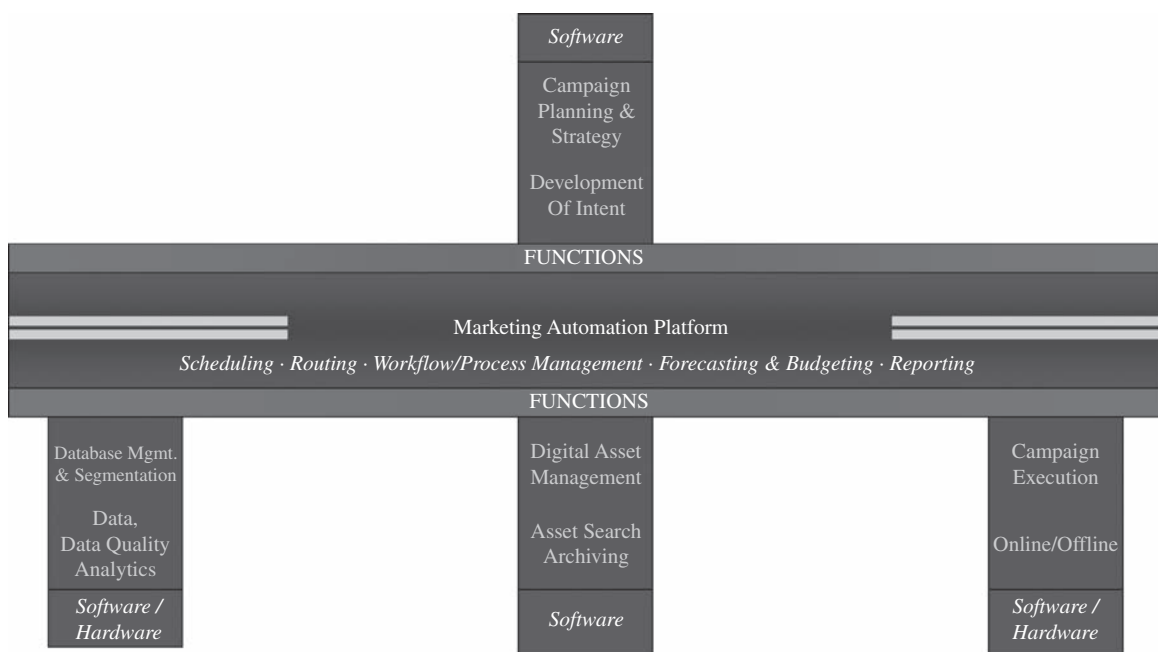 Software
Campaign
Planning &
Strategy
Development
Of Intent
FUNCTIONS
Marketing Automation Platform
Scheduling · Routing · Workflow/Process Management · Forecasting & Budgeting · Reporting
FUNCTIONS
Database Mgmt.
& Segmentation
Data,
Data Quality
Analytics
Software /
Hardware
Digital Asset
Management
Asset Search
Archiving
Software
Campaign
Execution
Online/Offline
Software /
Hardware